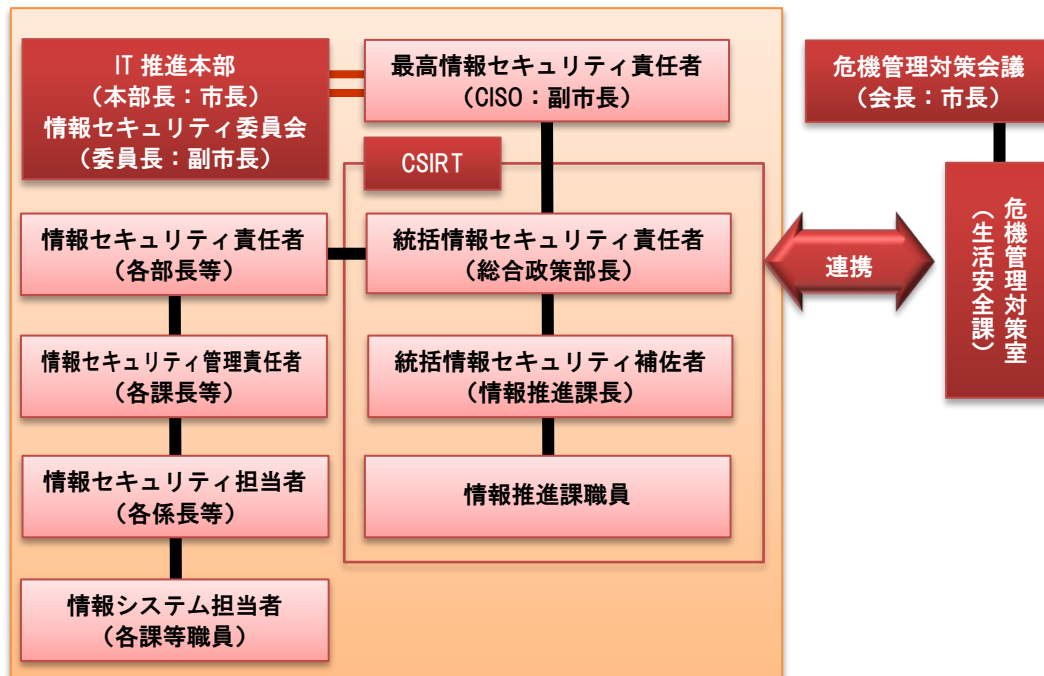 IT 推進本部
（本部長：市長）
情報セキュリティ委員会
（委員長：副市長）
最高情報セキュリティ責任者
（CISO：副市長）
危機管理対策会議
（会長：市長）
CSIRT
情報セキュリティ責任者
（各部長等）
統括情報セキュリティ責任者
（総合政策部長）
連携
危機管理対策室
（生活安全課）
情報セキュリティ管理責任者
（各課長等）
統括情報セキュリティ補佐者
（情報推進課長）
情報セキュリティ担当者
（各係長等）
情報推進課職員
情報システム担当者
（各課等職員）